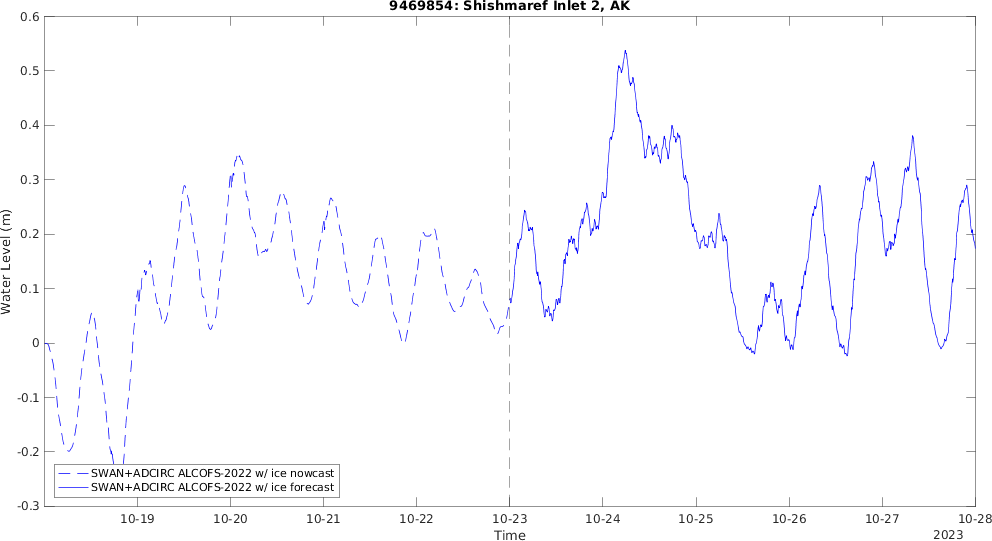 9469854: Shishmaref Inlet 2, AK
0.6
0.5
0.4
0.3
0.2
0.1
0
-0.1
-0.2
-0.3
Water Level (m)
SWAN+ADCIRC ALCOFS-2022 w/ ice nowcast
SWAN+ADCIRC ALCOFS-2022 w/ ice forecast
10-19 10-20 10-21 10-22 10-23 10-24 10-25 10-26 10-27 10-28
Time
2023